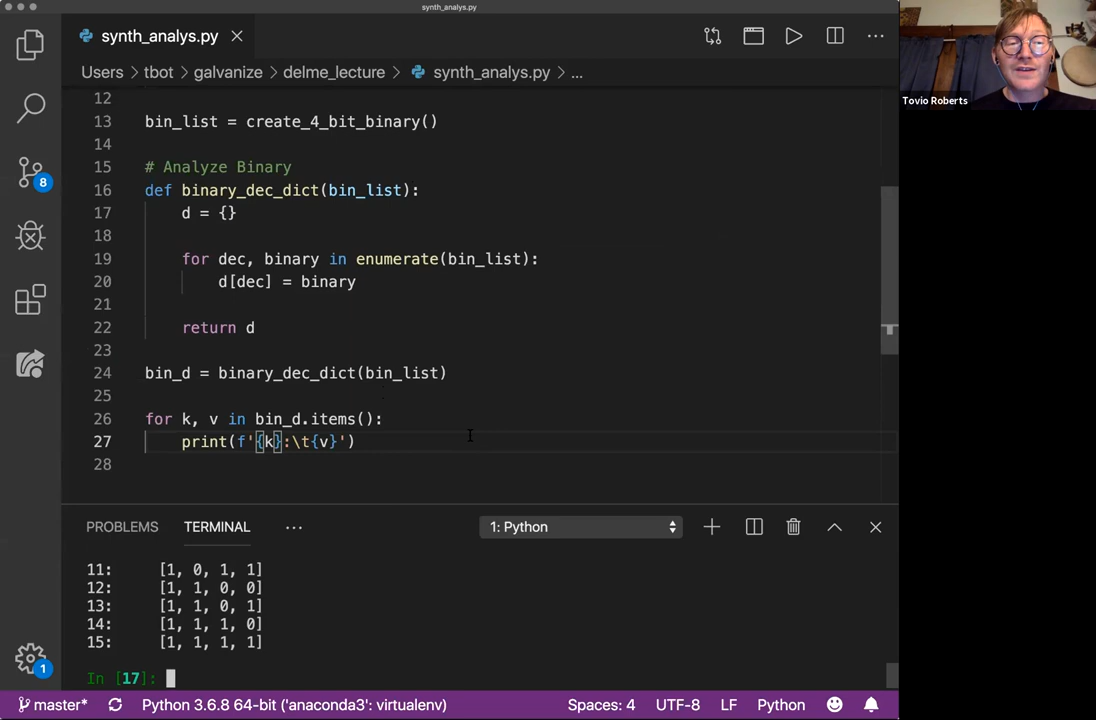 synth_analys.py
synth_analys.py
Users > tbot > galvanize > delme_lecture > synth_analys.py > ...
Tovio Roberts
12
13 bin_list = create_4_bit_binary()
14
15 # Analyze Binary
16 def binary_dec_dict(bin_list):
17 d = {}
18
19 for dec, binary in enumerate(bin_list):
20 d[dec] = binary
21
22 return d
23
24 bin_d = binary_dec_dict(bin_list)
25
26 for k, v in bin_d.items():
27 print(f'{k}:\t{v}')
28
8
PROBLEMS TERMINAL ... 1: Python
11: [1, 0, 1, 1]
12: [1, 1, 0, 0]
13: [1, 1, 0, 1]
14: [1, 1, 1, 0]
15: [1, 1, 1, 1]
In [17]:
1
master* Python 3.6.8 64-bit ('anaconda3': virtualenv) Spaces: 4 UTF-8 LF Python